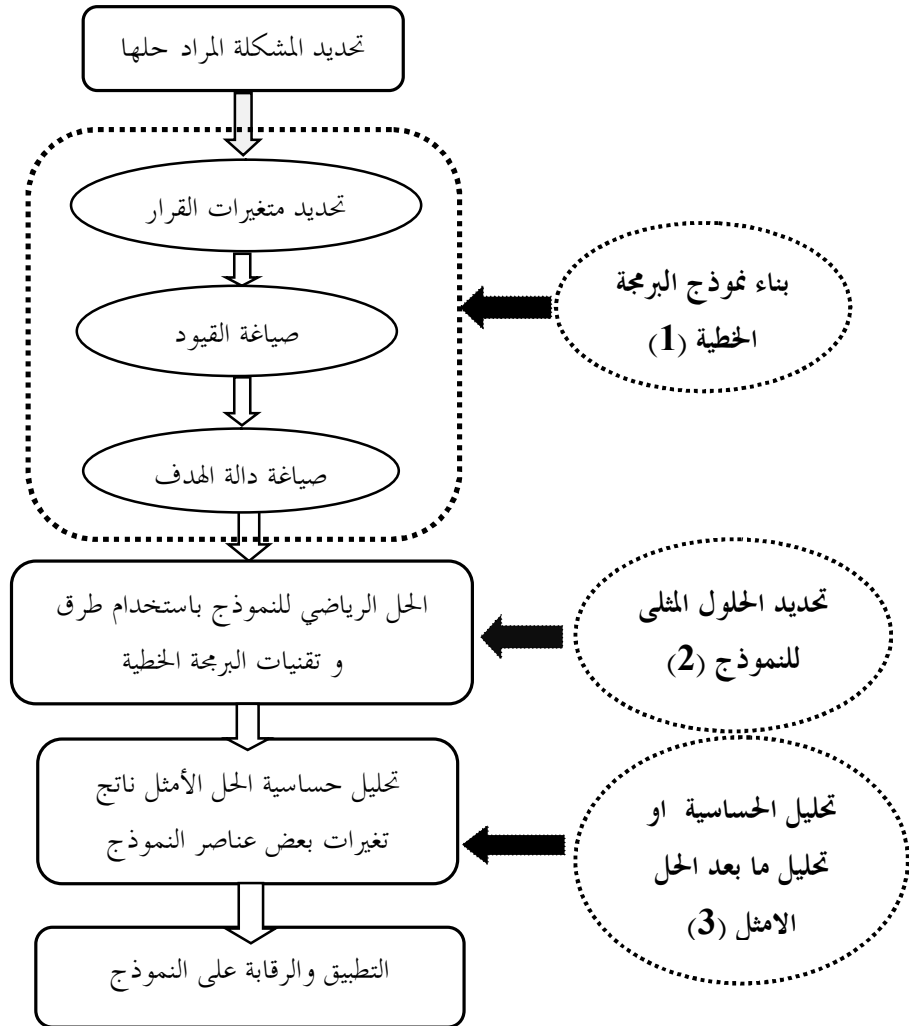 تحديد المشكلة المراد حلها
تحديد متغيرات القرار
صياغة القيود
صياغة دالة الهدف
بناء نموذج البرمجة
الخطية (1)
الحل الرياضي للنموذج باستخدام طرق
و تقنيات البرمجة الخطية
تحديد الحلول المثلى
للنموذج (2)
تحليل حساسية الحل الأمثل ناتج
تغيرات بعض عناصر النموذج
تحليل الحساسية او
تحليل ما بعد الحل
الامثل (3)
التطبيق والرقابة على النموذج